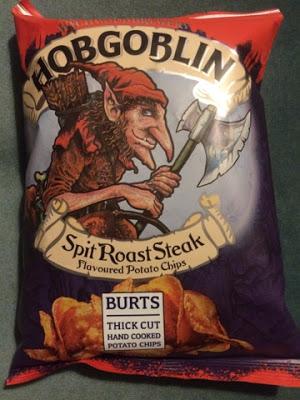 HOBGOBLIN
Spit Roast Steak
Flavoured Potato Chips
BURTS
THICK CUT
HAND COOKED
POTATO CHIPS